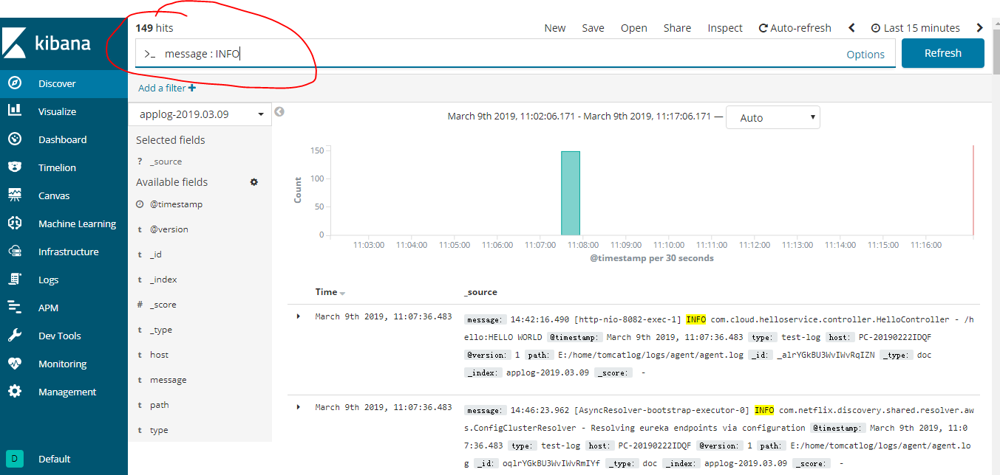 149 hits
New Save Open Share Inspect Auto-refresh Last 15 minutes
kibana
>_ message : INFO
Options
Refresh
Add a filter +
Discover
Visualize
Dashboard
Timelion
Canvas
Machine Learning
Infrastructure
Logs
APM
Dev Tools
Monitoring
Management
D Default
applog-2019.03.09
Selected fields
? _source
Available fields
@timestamp
t @version
t _id
t _index
# _score
t _type
t host
t message
t path
t type
March 9th 2019, 11:02:06.171 - March 9th 2019, 11:17:06.171 —
Auto
Count
150
100
50
0
11:03:00 11:04:00 11:05:00 11:06:00 11:07:00 11:08:00 11:09:00 11:10:00 11:11:00 11:12:00 11:13:00 11:14:00 11:15:00 11:16:00
@timestamp per 30 seconds
Time _source
March 9th 2019, 11:07:36.483
message: 14:42:16.490 [http-nio-8082-exec-1] INFO com.cloud.helloservice.controller.HelloController - /h
ello:HELLO WORLD @timestamp: March 9th 2019, 11:07:36.483 type: test-log host: PC-20190222IDQF
@version: 1 path: E:/home/tomcatlog/logs/agent/agent.log _id: _alrYGkBU3WvIWvRqIZN _type: doc
_index: applog-2019.03.09 _score: -
March 9th 2019, 11:07:36.483
message: 14:46:23.962 [AsyncResolver-bootstrap-executor-0] INFO com.netflix.discovery.shared.resolver.aw
s.ConfigClusterResolver - Resolving eureka endpoints via configuration @timestamp: March 9th 2019, 11:0
7:36.483 type: test-log host: PC-20190222IDQF @version: 1 path: E:/home/tomcatlog/logs/agent/agent.lo
g _id: oqlrYGkBU3WvIWvRmIYf _type: doc _index: applog-2019.03.09 _score: -